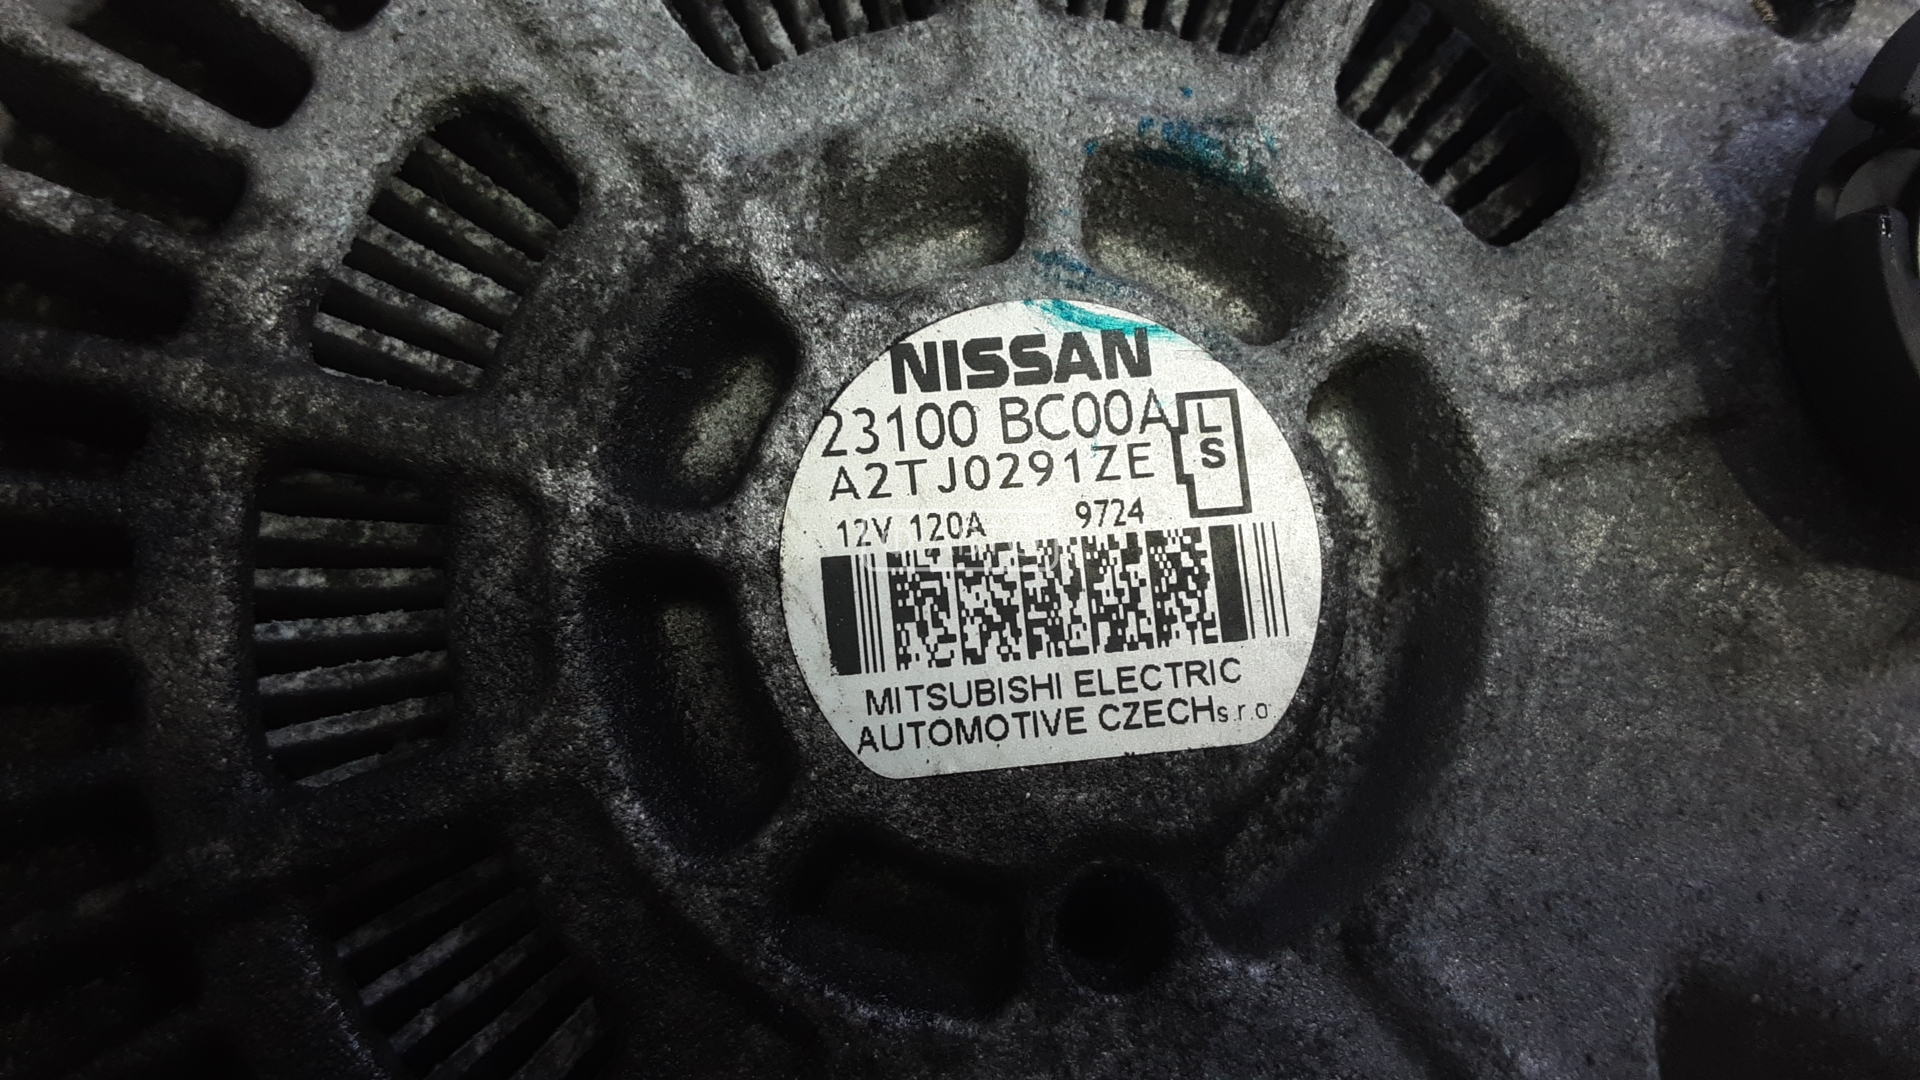 NISSAN
23100 BC00A
L
S
A2TJ0291ZE
12V 120A 9724
MITSUBISHI ELECTRIC
AUTOMOTIVE CZECH s.r.o.